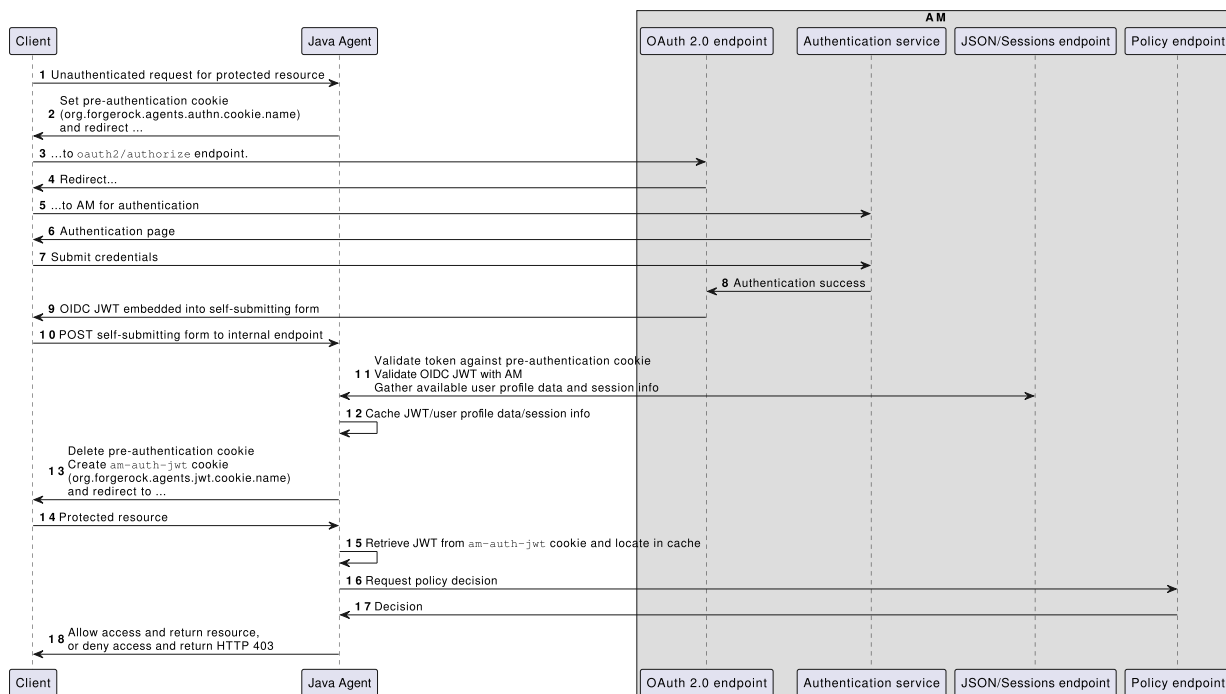 AM
Client
Java Agent
OAuth 2.0 endpoint
Authentication service
JSON/Sessions endpoint
Policy endpoint
1 Unauthenticated request for protected resource
Set pre-authentication cookie
2 (org.forgerock.agents.authn.cookie.name)
and redirect ...
3 ...to oauth2/authorize endpoint.
4 Redirect...
5 ...to AM for authentication
6 Authentication page
7 Submit credentials
8 Authentication success
9 OIDC JWT embedded into self-submitting form
10 POST self-submitting form to internal endpoint
Validate token against pre-authentication cookie
11 Validate OIDC JWT with AM
Gather available user profile data and session info
12 Cache JWT/user profile data/session info
Delete pre-authentication cookie
13 Create am-auth-jwt cookie
(org.forgerock.agents.jwt.cookie.name)
and redirect to ...
14 Protected resource
15 Retrieve JWT from am-auth-jwt cookie and locate in cache
16 Request policy decision
17 Decision
18 Allow access and return resource,
or deny access and return HTTP 403
Client
Java Agent
OAuth 2.0 endpoint
Authentication service
JSON/Sessions endpoint
Policy endpoint